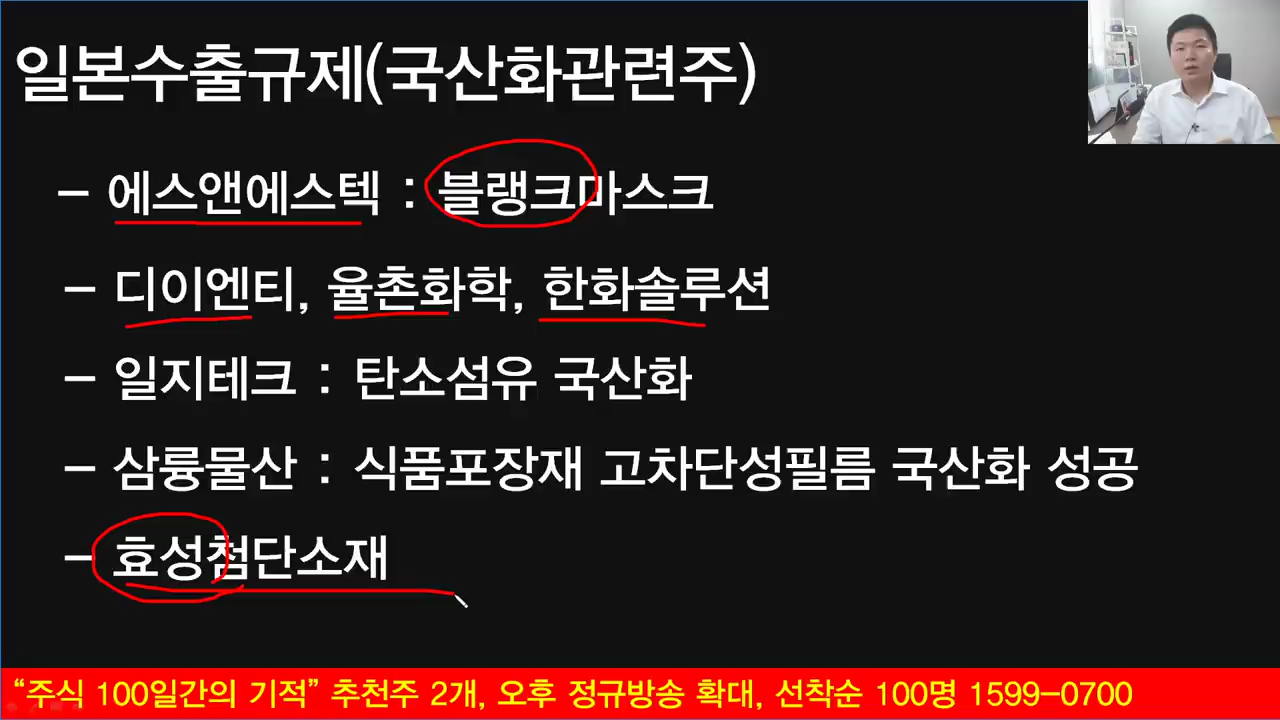 일본수출규제(국산화관련주)
– 에스앤에스텍 : 블랭크마스크
– 디이엔티, 율촌화학, 한화솔루션
– 일지테크 : 탄소섬유 국산화
– 삼륭물산 : 식품포장재 고차단성필름 국산화 성공
– 효성첨단소재
“주식 100일간의 기적” 추천주 2개, 오후 정규방송 확대, 선착순 100명 1599-0700